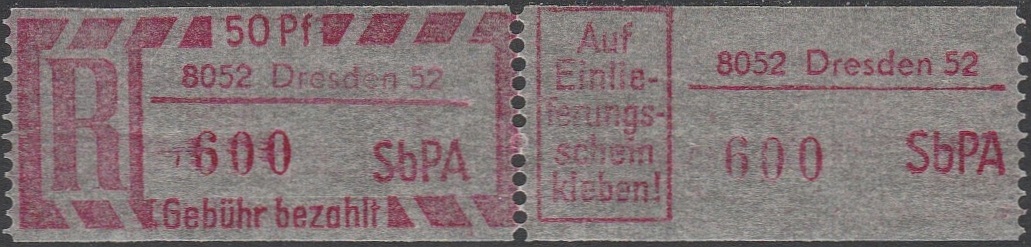 50 Pf
R
8052 Dresden 52
600
SbPA
Gebühr bezahlt
Auf
Einlie-
ferungs-
schein
kleben!
8052 Dresden 52
600
SbPA